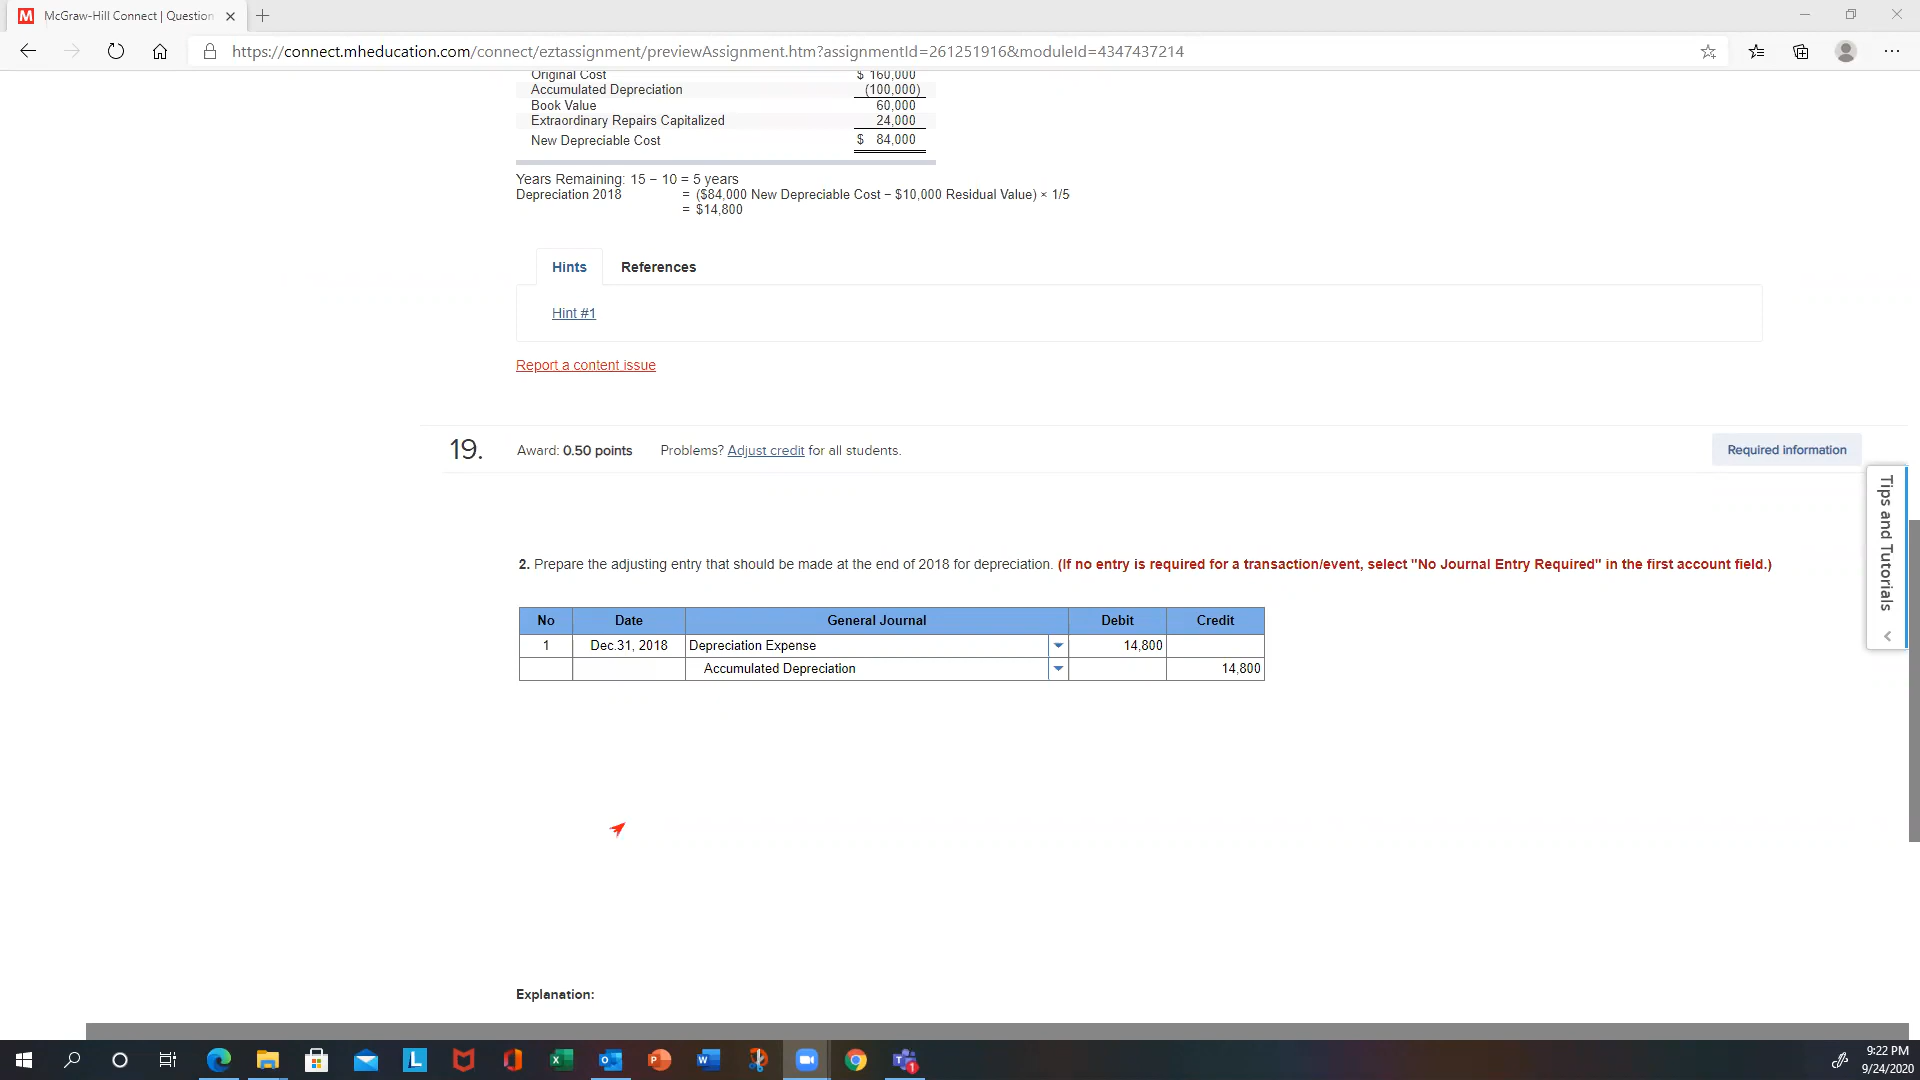 McGraw-Hill Connect | Question
https://connect.mheducation.com/connect/eztassignment/previewAssignment.htm?assignmentId=261251916&moduleId=4347437214
Original Cost $ 160,000
Accumulated Depreciation (100,000)
Book Value 60,000
Extraordinary Repairs Capitalized 24,000
New Depreciable Cost $ 84,000
Years Remaining: 15 – 10 = 5 years
Depreciation 2018 = ($84,000 New Depreciable Cost – $10,000 Residual Value) × 1/5
= $14,800
Hints References
Hint #1
Report a content issue
19. Award: 0.50 points Problems? Adjust credit for all students. Required information
Tips and Tutorials
2. Prepare the adjusting entry that should be made at the end of 2018 for depreciation. (If no entry is required for a transaction/event, select "No Journal Entry Required" in the first account field.)
No Date General Journal Debit Credit
1 Dec.31, 2018 Depreciation Expense 14,800
Accumulated Depreciation 14,800
Explanation:
9:22 PM
9/24/2020